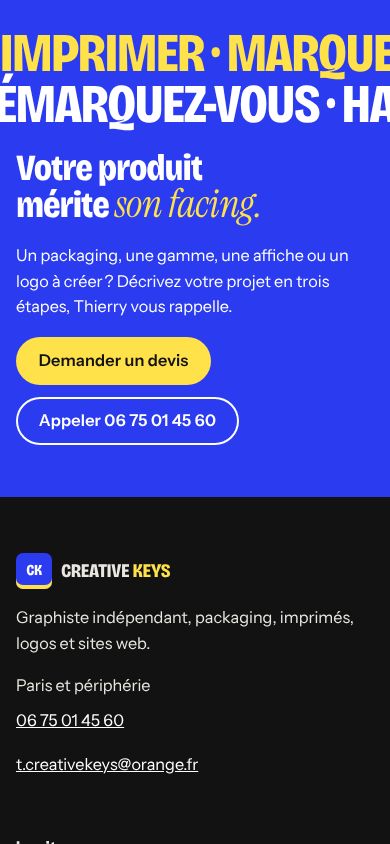 IMPRIMER · MARQUE
ÉMARQUEZ-VOUS · HA
Votre produit
mérite son facing.
Un packaging, une gamme, une affiche ou un
logo à créer ? Décrivez votre projet en trois
étapes, Thierry vous rappelle.
Demander un devis
Appeler 06 75 01 45 60
CK CREATIVE KEYS
Graphiste indépendant, packaging, imprimés,
logos et sites web.
Paris et périphérie
06 75 01 45 60
t.creativekeys@orange.fr